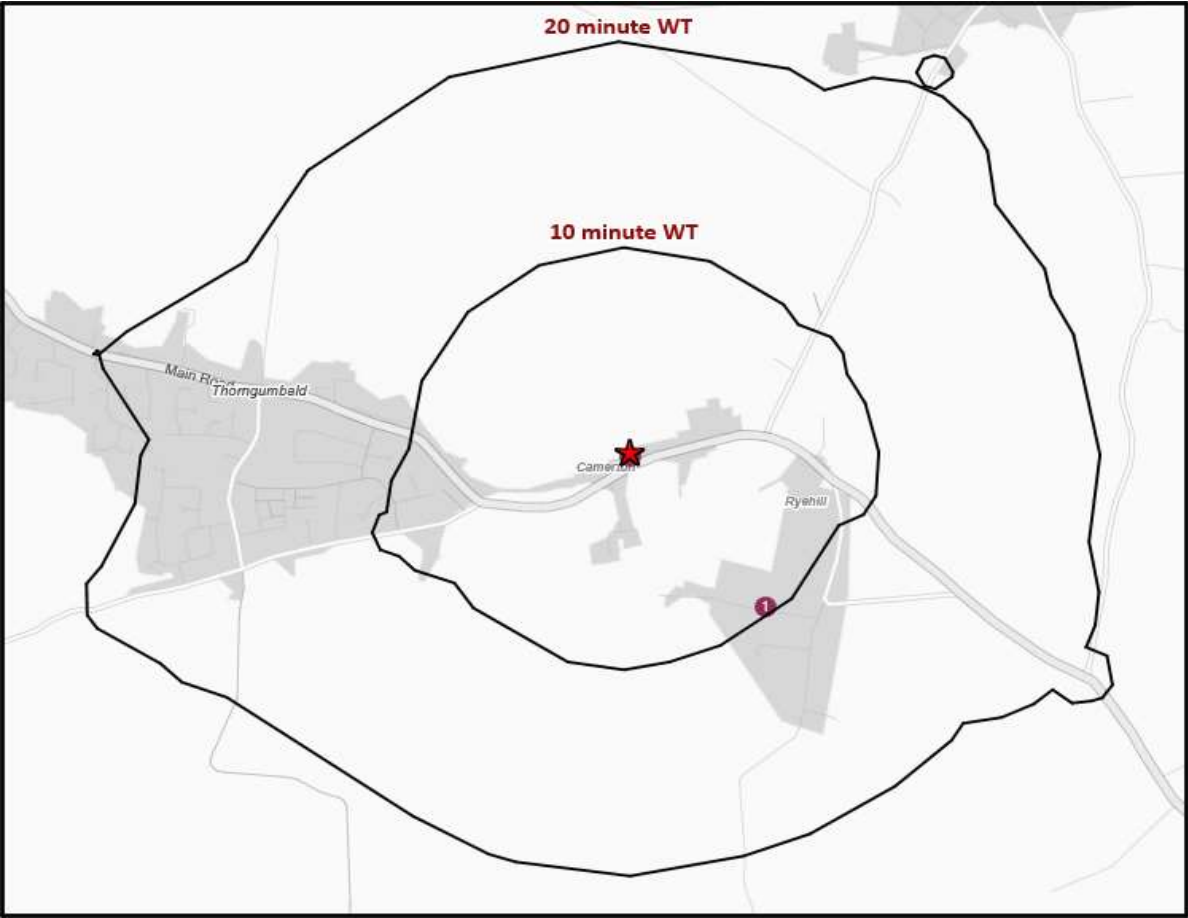 20 minute WT
10 minute WT
Main Road
Thorngumbald
Camerton
Ryehill
1